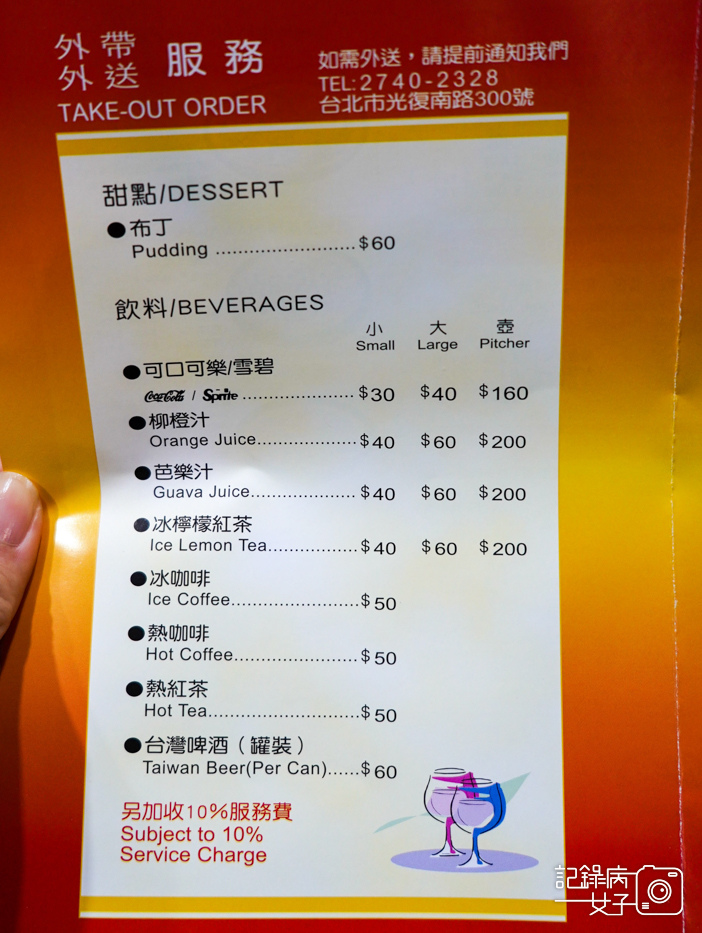 外帶
外送 服務
TAKE-OUT ORDER
如需外送，請提前通知我們
TEL:2740-2328
台北市光復南路300號
甜點/DESSERT
●布丁
Pudding ........................$60
飲料/BEVERAGES
小 大 壺
Small Large Pitcher
●可口可樂/雪碧
Coca-Cola / Sprite ....................$30 $40 $160
●柳橙汁
Orange Juice..................$40 $60 $200
●芭樂汁
Guava Juice...................$40 $60 $200
●冰檸檬紅茶
Ice Lemon Tea................$40 $60 $200
●冰咖啡
Ice Coffee.......................$50
●熱咖啡
Hot Coffee......................$50
●熱紅茶
Hot Tea...........................$50
●台灣啤酒（罐裝）
Taiwan Beer(Per Can)......$60
另加收10%服務費
Subject to 10%
Service Charge
記錄病
女子